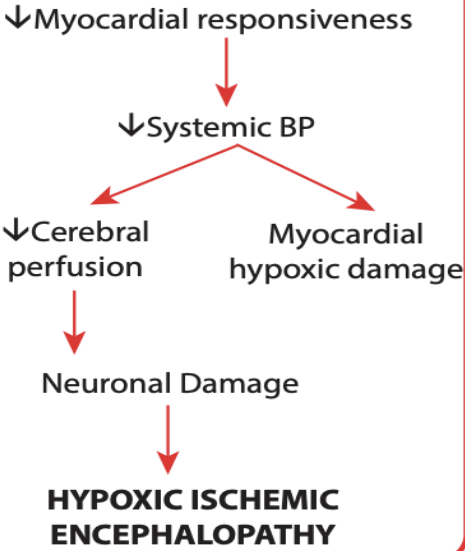 ↓Myocardial responsiveness
↓Systemic BP
↓Cerebral
perfusion
Myocardial
hypoxic damage
Neuronal Damage
HYPOXIC ISCHEMIC
ENCEPHALOPATHY